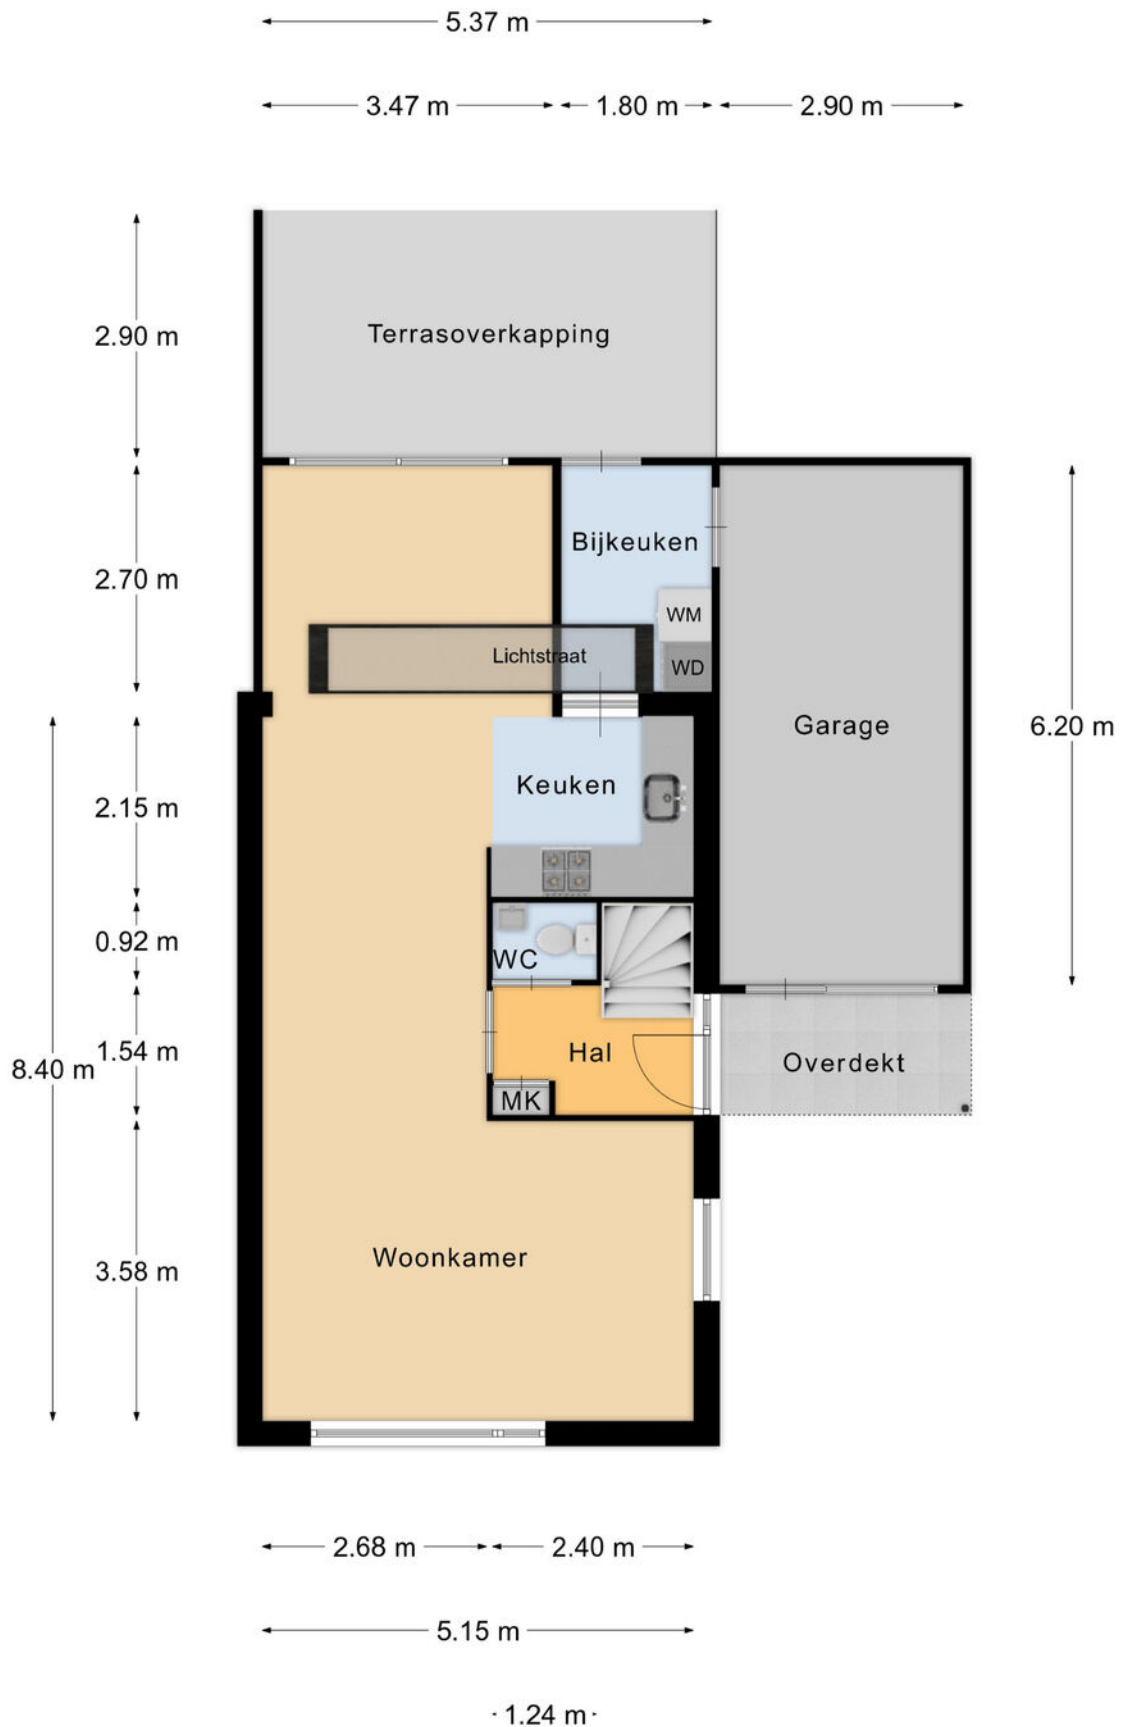 5.37 m
3.47 m
1.80 m
2.90 m
2.90 m
Terrasoverkapping
2.70 m
Bijkeuken
WM
Lichtstraat
WD
Garage
6.20 m
Keuken
2.15 m
0.92 m
WC
1.54 m
8.40 m
Hal
Overdekt
MK
Woonkamer
3.58 m
2.68 m
2.40 m
5.15 m
1.24 m